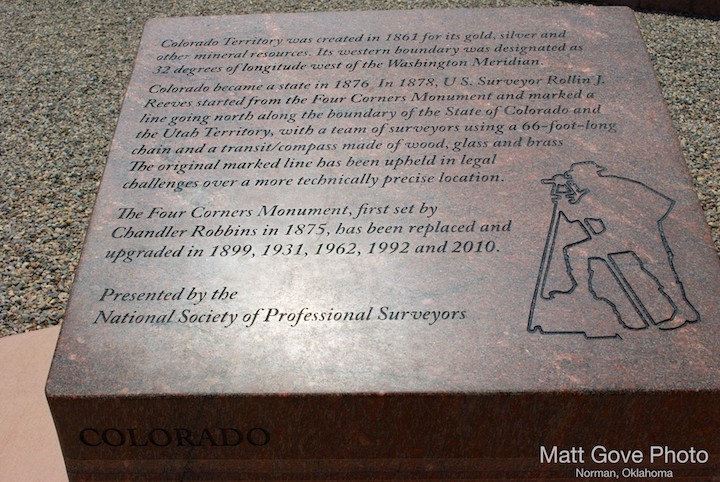 Colorado Territory was created in 1861 for its gold, silver and
other mineral resources. Its western boundary was designated as
32 degrees of longitude west of the Washington Meridian.
Colorado became a state in 1876. In 1878, U S. Surveyor Rollin J.
Reeves started from the Four Corners Monument and marked a
line going north along the boundary of the State of Colorado and
the Utah Territory, with a team of surveyors using a 66-foot-long
chain and a transit/compass made of wood, glass and brass
The original marked line has been upheld in legal
challenges over a more technically precise location.
The Four Corners Monument, first set by
Chandler Robbins in 1875, has been replaced and
upgraded in 1899, 1931, 1962, 1992 and 2010.
Presented by the
National Society of Professional Surveyors
COLORADO
Matt Gove Photo
Norman, Oklahoma